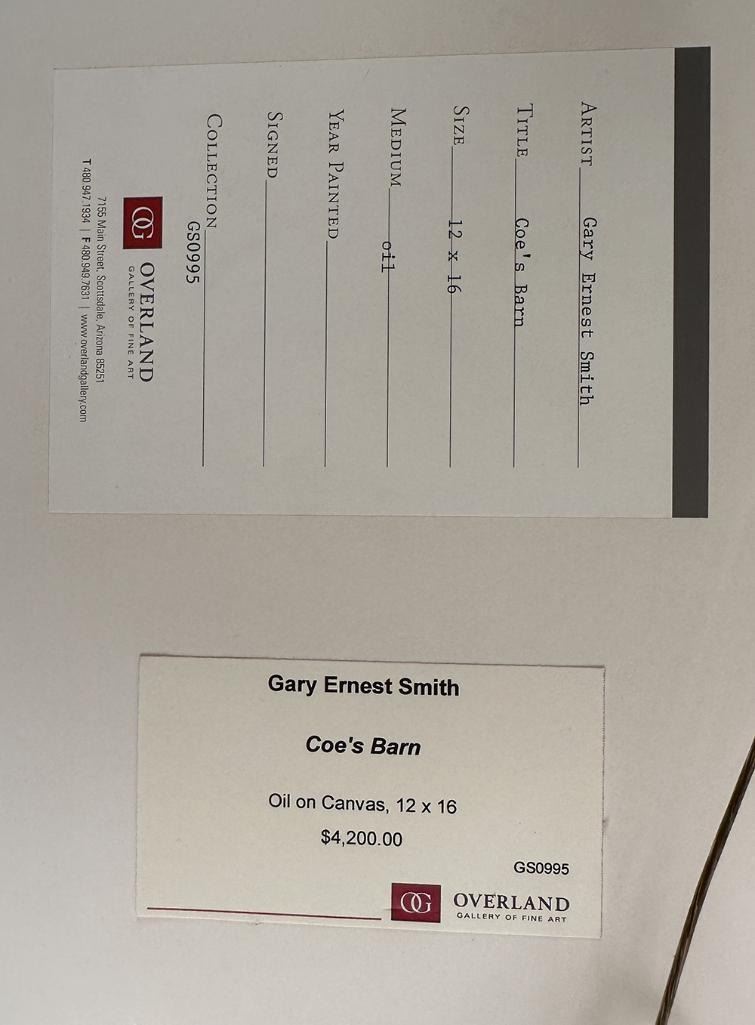 ARTIST Gary Ernest Smith
TITLE Coe's Barn
SIZE 12 x 16
MEDIUM oil
YEAR PAINTED
SIGNED
COLLECTION GS0995
OG OVERLAND
GALLERY OF FINE ART
7155 Main Street, Scottsdale, Arizona 85251
T 480.947.1934 | F 480.949.7631 | www.overlandgallery.com
Gary Ernest Smith
Coe's Barn
Oil on Canvas, 12 x 16
$4,200.00
GS0995
OG OVERLAND
GALLERY OF FINE ART